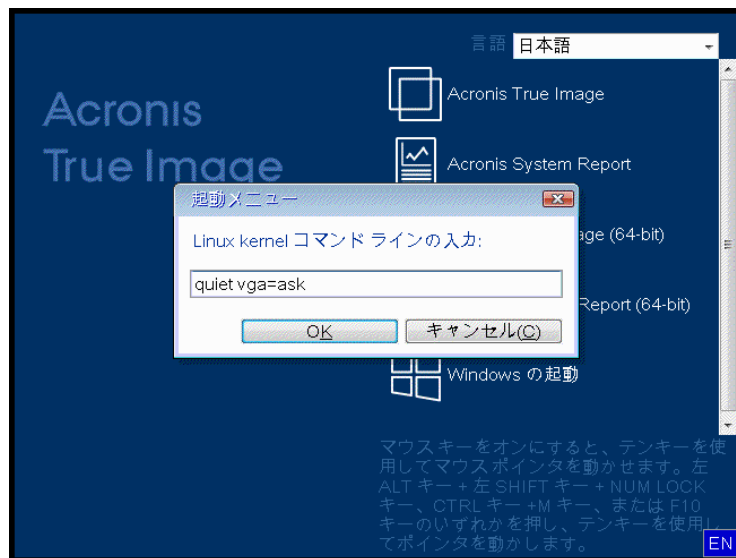 言語 日本語
Acronis
True Image
Acronis True Image
Acronis System Report
起動メニュー
Linux kernel コマンド ラインの入力:
quiet vga=ask
OK キャンセル(C)
age (64-bit)
Report (64-bit)
Windows の起動
マウスキーをオンにすると、テンキーを使
用してマウスポインタを動かせます。左
ALT キー + 左 SHIFT キー + NUM LOCK
キー、CTRL キー +M キー、または F10
キーのいずれかを押し、テンキーを使用し
てポインタを動かします。
EN